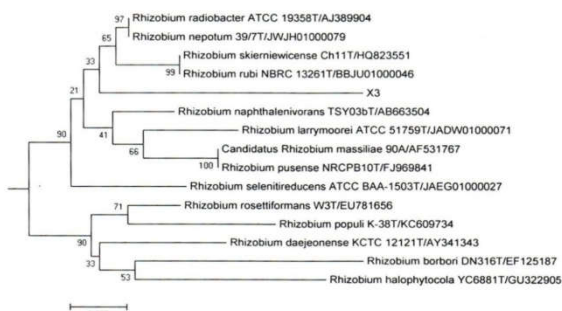 97
Rhizobium radiobacter ATCC 19358T/AJ389904
Rhizobium nepotum 39/7T/JWJH01000079
65
Rhizobium skierniewicense Ch11T/HQ823551
99
Rhizobium rubi NBRC 13261T/BBJU01000046
33
X3
21
Rhizobium naphthalenivorans TSY03bT/AB663504
41
Rhizobium larrymoorei ATCC 51759T/JADW01000071
66
Candidatus Rhizobium massiliae 90A/AF531767
100
Rhizobium pusense NRCPB10T/FJ969841
90
Rhizobium selenitireducens ATCC BAA-1503T/JAEG01000027
71
Rhizobium rosettiformans W3T/EU781656
Rhizobium populi K-38T/KC609734
90
Rhizobium daejeonense KCTC 12121T/AY341343
33
Rhizobium borbori DN316T/EF125187
53
Rhizobium halophytocola YC6881T/GU322905